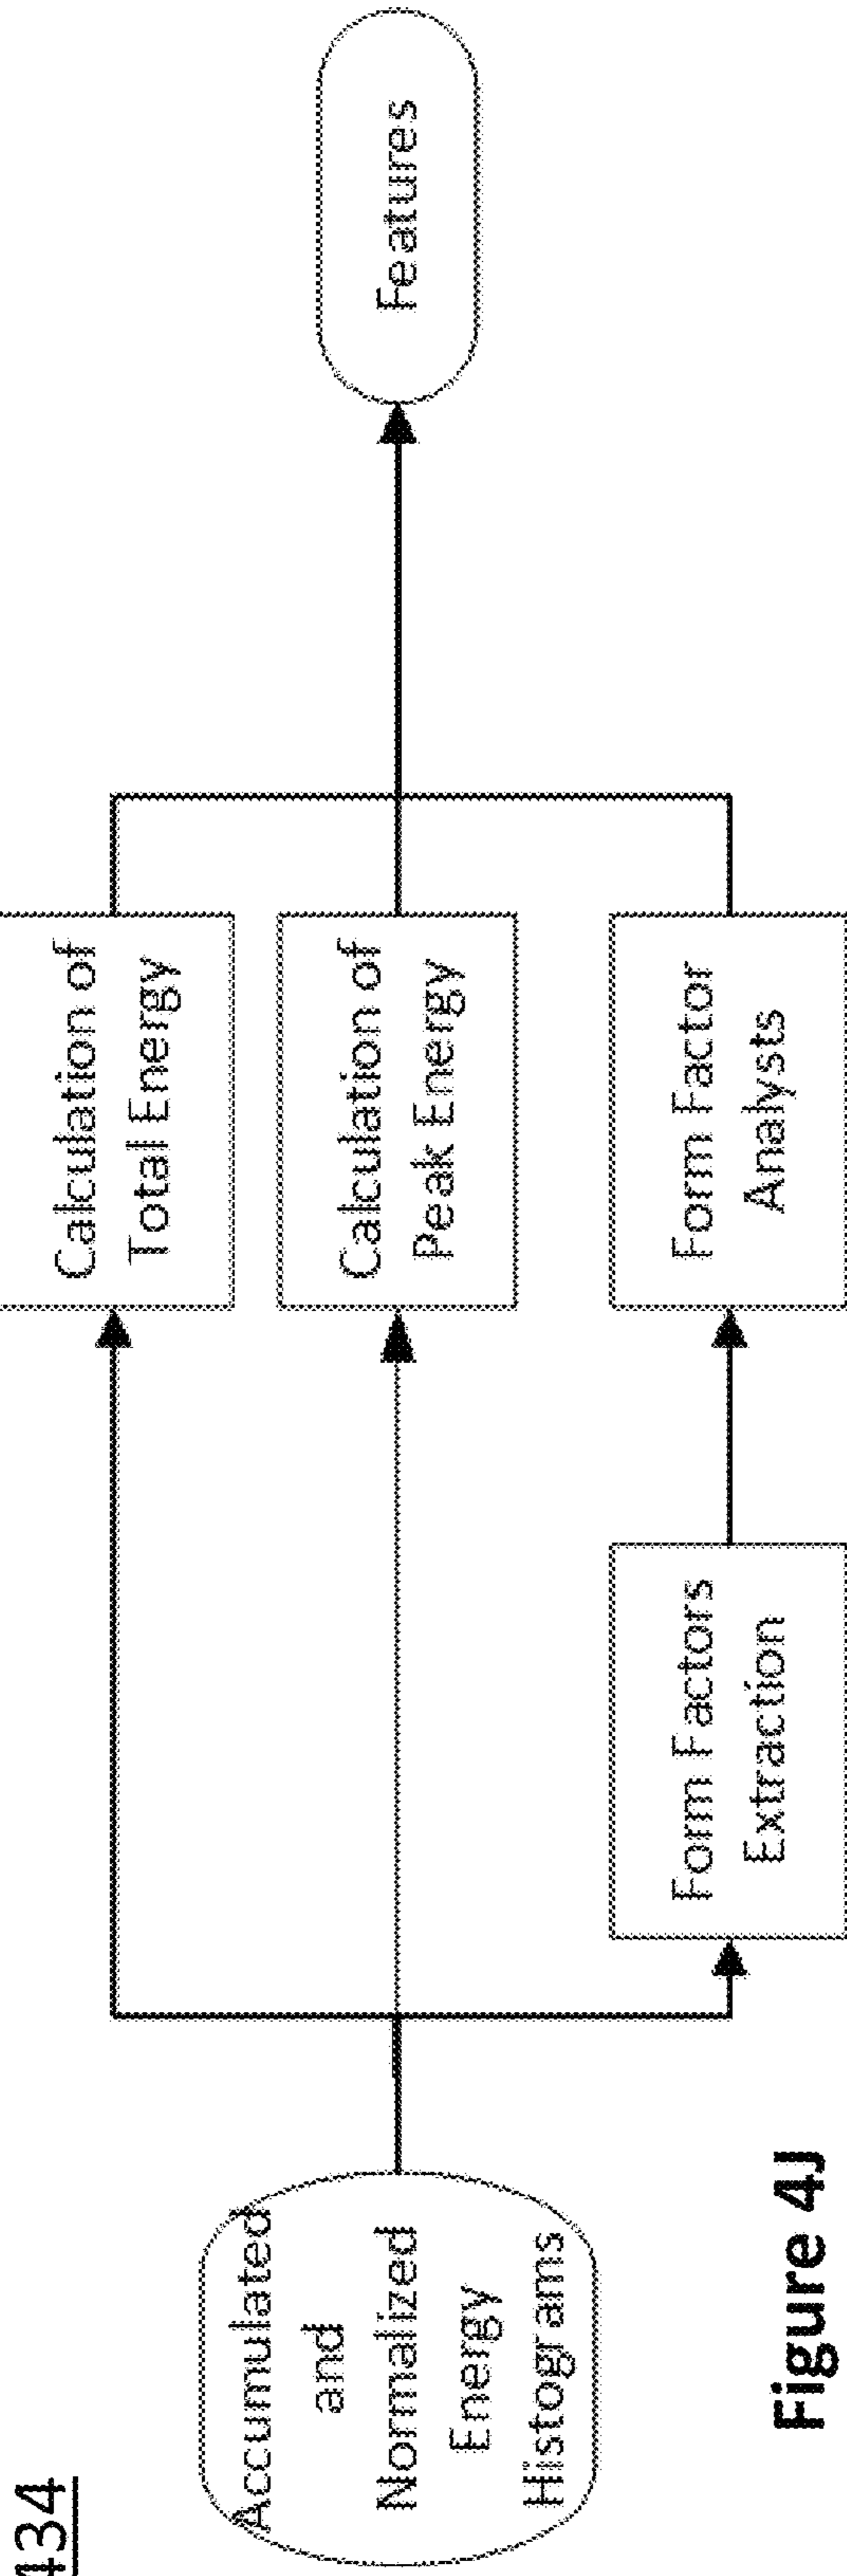 434
Accumulated
and
Normalized
Energy
Histograms
Calculation of
Total Energy
Calculation of
Peak Energy
Form Factors
Extraction
Form Factor
Analysts
Features
Figure 4J